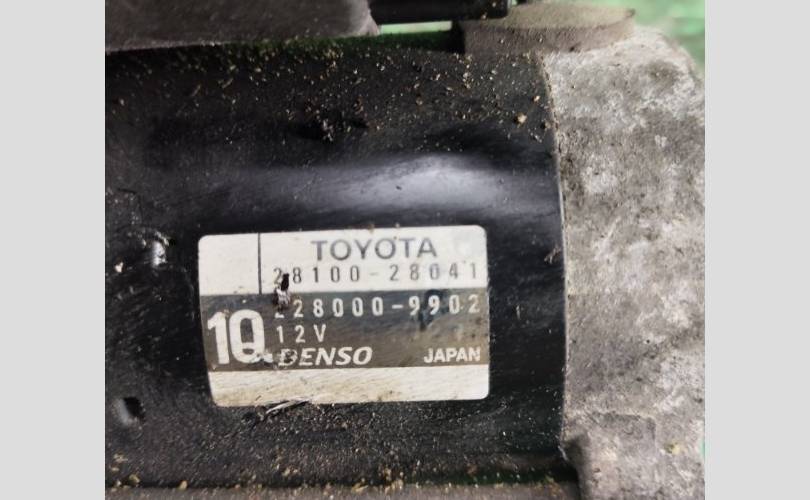 TOYOTA
28100-28041
228000-9902
10
12V
DENSO JAPAN